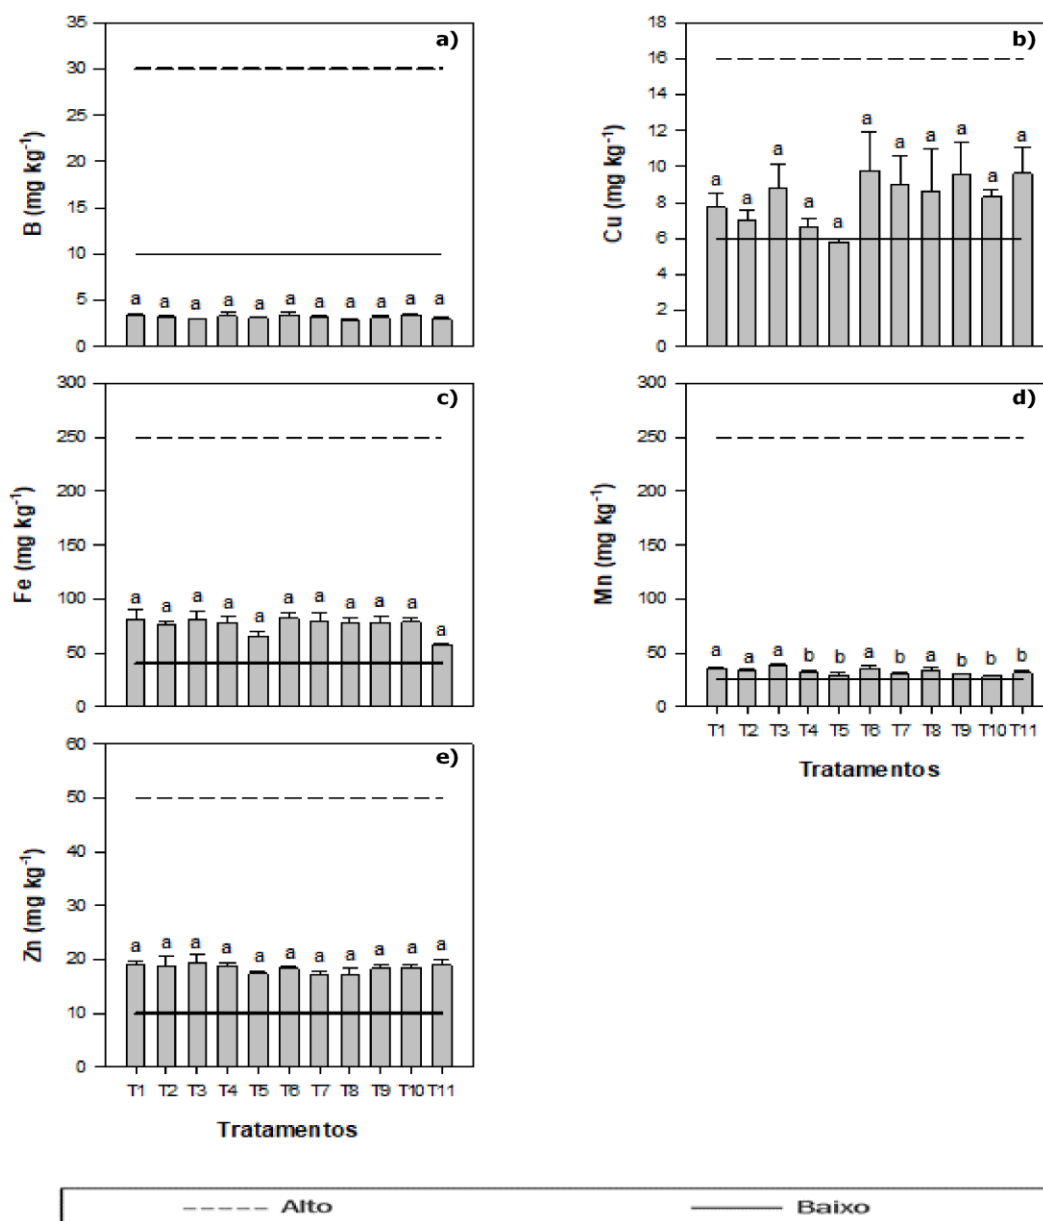 a)
B (mg kg⁻¹)
35
30
25
20
15
10
5
0
a a a a a a a a a a a
b)
Cu (mg kg⁻¹)
18
16
14
12
10
8
6
4
2
0
a a a a a a a a a a a
c)
Fe (mg kg⁻¹)
300
250
200
150
100
50
0
a a a a a a a a a a a
d)
Mn (mg kg⁻¹)
300
250
200
150
100
50
0
a a a b b a b a b b b
T1 T2 T3 T4 T5 T6 T7 T8 T9 T10 T11
Tratamentos
e)
Zn (mg kg⁻¹)
60
50
40
30
20
10
0
a a a a a a a a a a a
T1 T2 T3 T4 T5 T6 T7 T8 T9 T10 T11
Tratamentos
Alto Baixo